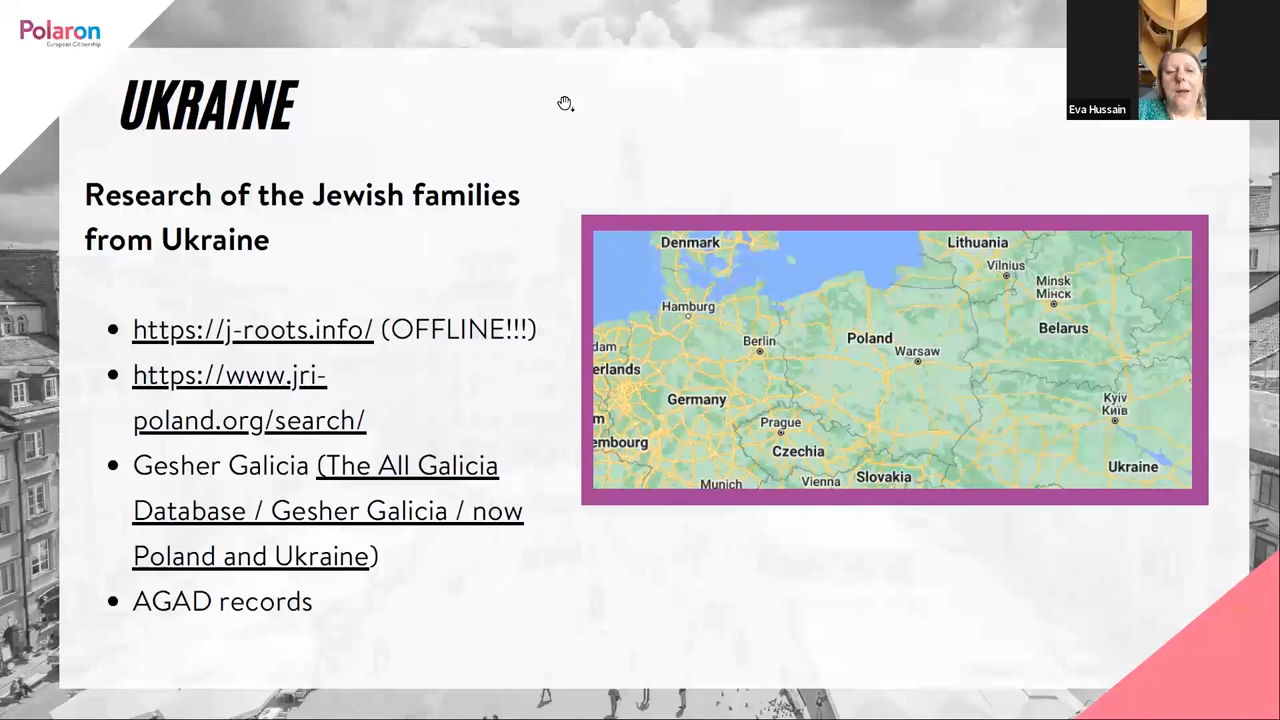 Polaron
European Citizenship
Eva Hussain
UKRAINE
Research of the Jewish families
from Ukraine
https://j-roots.info/ (OFFLINE!!!)
https://www.jri-
poland.org/search/
Gesher Galicia (The All Galicia
Database / Gesher Galicia / now
Poland and Ukraine)
AGAD records
Denmark
Lithuania
Vilnius
Minsk
Мінск
Hamburg
Belarus
Berlin
Poland
dam
Warsaw
erlands
Germany
Kyiv
Київ
m
Prague
embourg
Czechia
Ukraine
Slovakia
Munich
Vienna